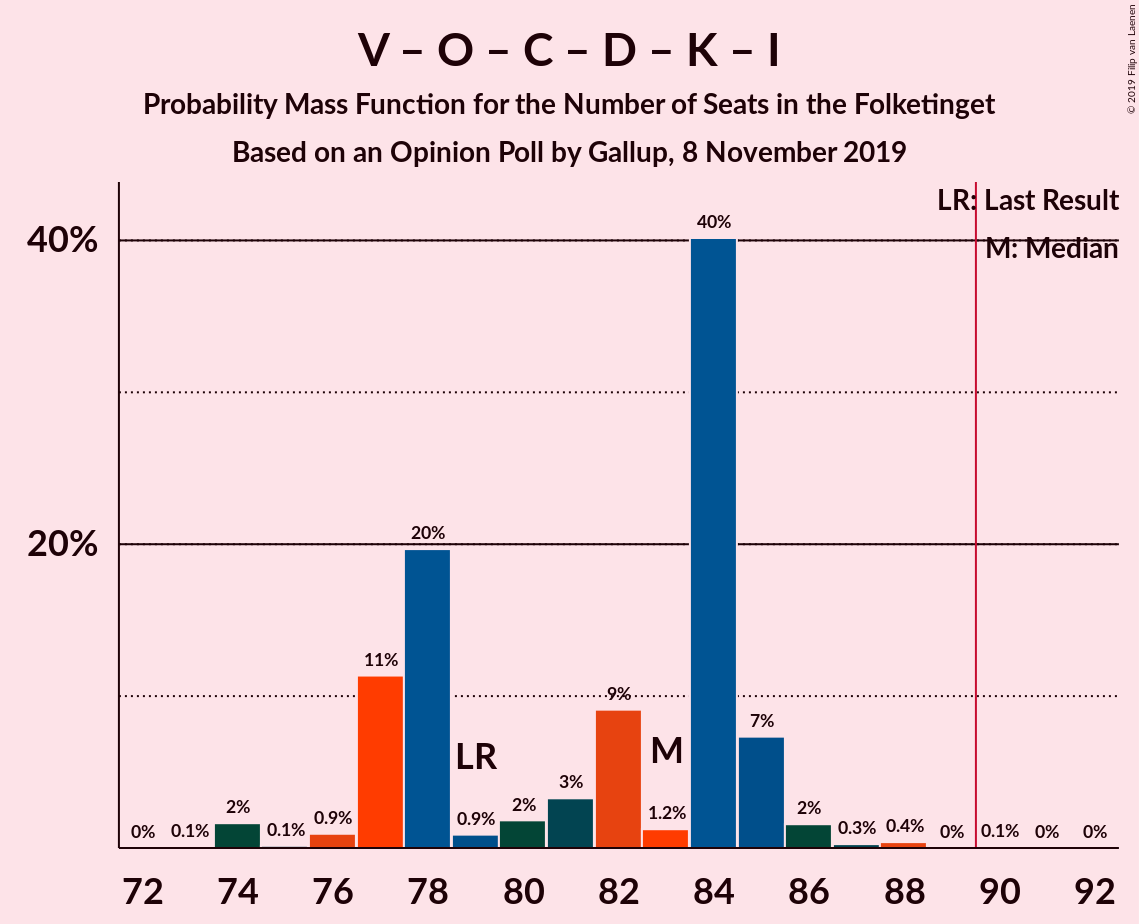 V – O – C – D – K – I
Probability Mass Function for the Number of Seats in the Folketinget
Based on an Opinion Poll by Gallup, 8 November 2019
© 2019 Filip van Laenen
LR: Last Result
M: Median
40%
20%
0%
0.1%
2%
0.1%
0.9%
11%
20%
0.9%
2%
3%
9%
1.2%
40%
7%
2%
0.3%
0.4%
0%
0.1%
0%
0%
LR
M
72 74 76 78 80 82 84 86 88 90 92